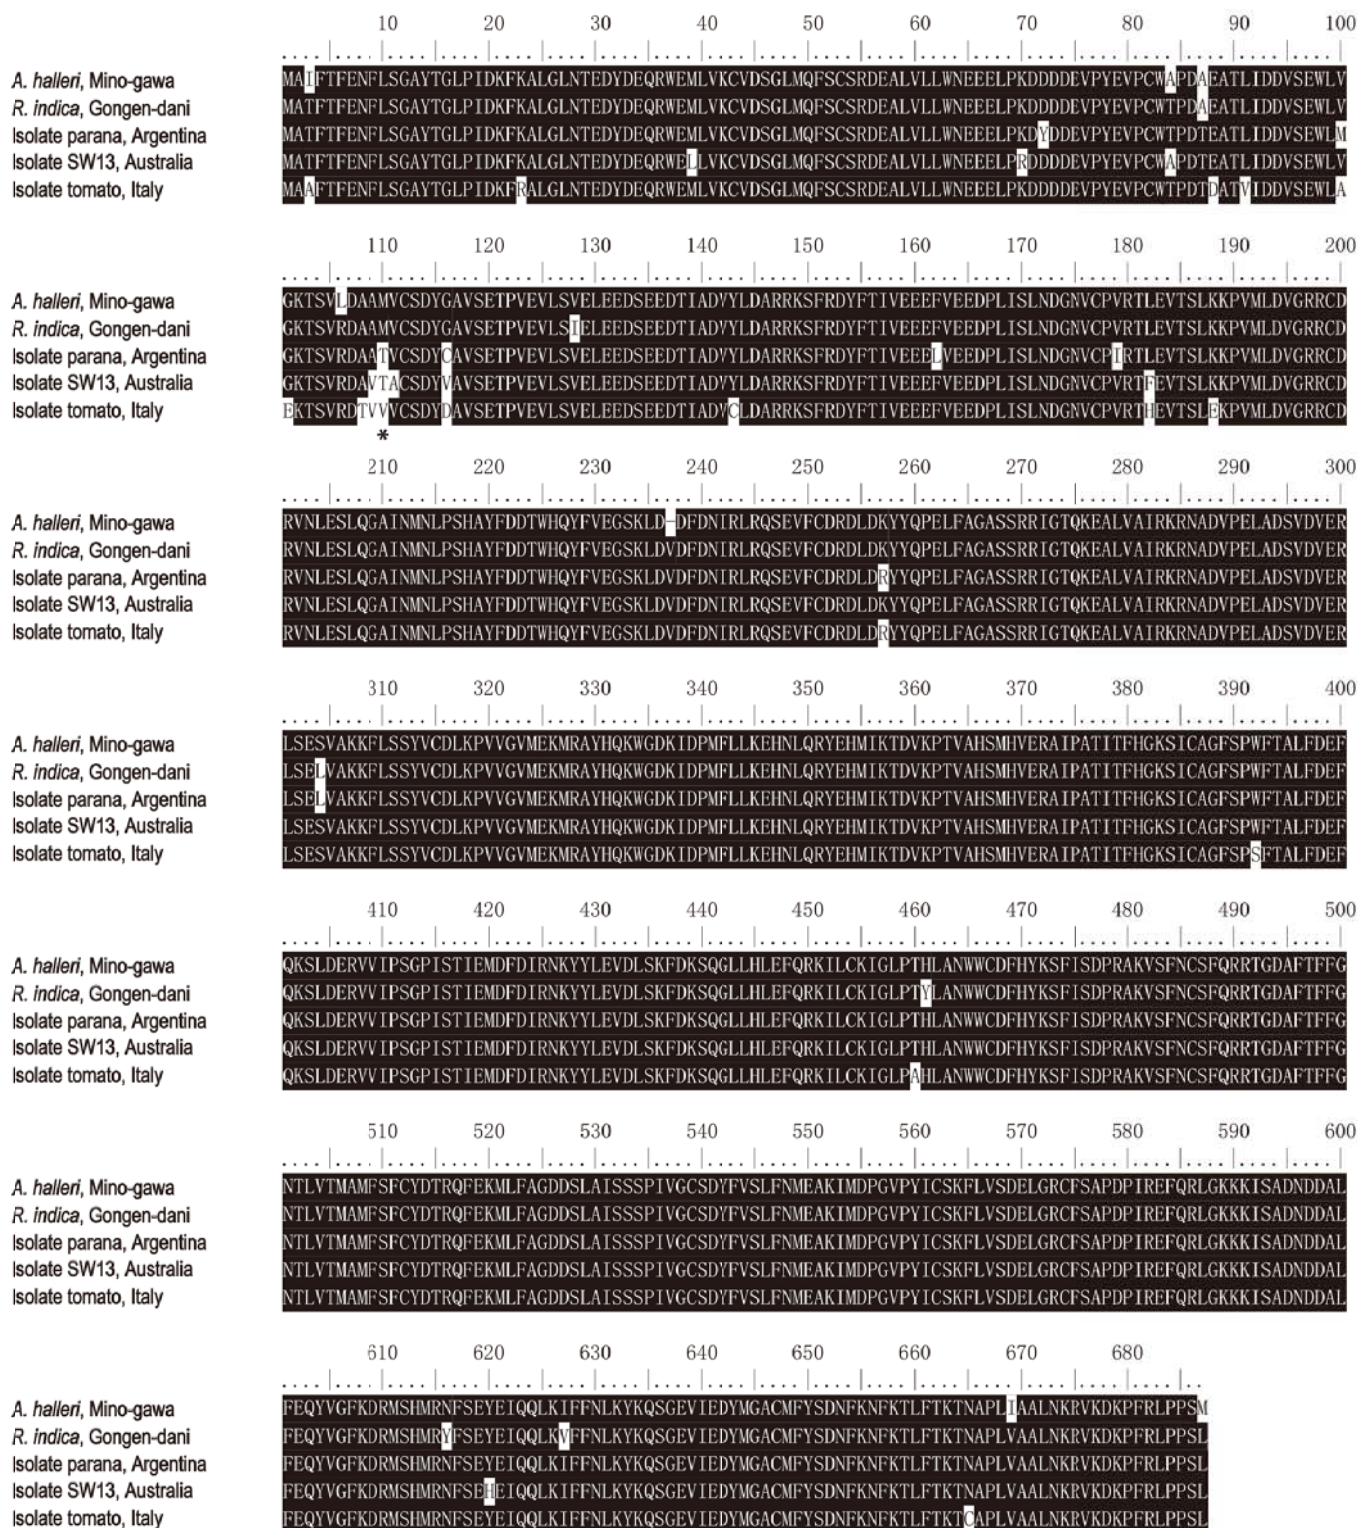 10 20 30 40 50 60 70 80 90 100
A. halleri, Mino-gawa MAIFTFENFLSGAYTGLPIDKFKALGLNTEDYDEQRWEMLVKCVDSGLMQFSCSRDEALVLLWNEEELPKDDDDEVPYEVPCWAPDAEATLIDDVSEWLV
R. indica, Gongen-dani MATFTFENFLSGAYTGLPIDKFKALGLNTEDYDEQRWEMLVKCVDSGLMQFSCSRDEALVLLWNEEELPKDDDDEVPYEVPCWTPDAEATLIDDVSEWLV
Isolate parana, Argentina MATFTFENFLSGAYTGLPIDKFKALGLNTEDYDEQRWEMLVKCVDSGLMQFSCSRDEALVLLWNEEELPKDYDDEVPYEVPCWTPDTEATLIDDVSEWLM
Isolate SW13, Australia MATFTFENFLSGAYTGLPIDKFKALGLNTEDYDEQRWELLVKCVDSGLMQFSCSRDEALVLLWNEEELPRDDDDEVPYEVPCWAPDTEATLIDDVSEWLV
Isolate tomato, Italy MAAFTFENFLSGAYTGLPIDKFRALGLNTEDYDEQRWEMLVKCVDSGLMQFSCSRDEALVLLWNEEELPKDDDDEVPYEVPCWTPDTDATVIDDVSEWLA
110 120 130 140 150 160 170 180 190 200
A. halleri, Mino-gawa GKTSVLDAAMVCSDYGAVSETPVEVLSVELEEDSEEDTIADVYLDARRKSFRDYFTIVEEEFVEEDPLISLNDGNVCPVRTLEVTSLKKPVMLDVGRRCD
R. indica, Gongen-dani GKTSVRDAAMVCSDYGAVSETPVEVLSIELEEDSEEDTIADVYLDARRKSFRDYFTIVEEEFVEEDPLISLNDGNVCPVRTLEVTSLKKPVMLDVGRRCD
Isolate parana, Argentina GKTSVRDAATVCSDYCAVSETPVEVLSVELEEDSEEDTIADVYLDARRKSFRDYFTIVEEELVEEDPLISLNDGNVCPIRTLEVTSLKKPVMLDVGRRCD
Isolate SW13, Australia GKTSVRDAVTACSDYVAVSETPVEVLSVELEEDSEEDTIADVYLDARRKSFRDYFTIVEEEFVEEDPLISLNDGNVCPVRTFEVTSLKKPVMLDVGRRCD
Isolate tomato, Italy EKTSVRDTVVVCSDYDAVSETPVEVLSVELEEDSEEDTIADVCLDARRKSFRDYFTIVEEEFVEEDPLISLNDGNVCPVRTHEVTSLEKPVMLDVGRRCD
*
210 220 230 240 250 260 270 280 290 300
A. halleri, Mino-gawa RVNLESLQGAINMNLPSHAYFDDTWHQYFVEGSKLD-DFDNIRLRQSEVFCDRDLDKYYQPELFAGASSRRIGTQKEALVAIRKRNADVPELADSVDVER
R. indica, Gongen-dani RVNLESLQGAINMNLPSHAYFDDTWHQYFVEGSKLDVDFDNIRLRQSEVFCDRDLDKYYQPELFAGASSRRIGTQKEALVAIRKRNADVPELADSVDVER
Isolate parana, Argentina RVNLESLQGAINMNLPSHAYFDDTWHQYFVEGSKLDVDFDNIRLRQSEVFCDRDLDRYYQPELFAGASSRRIGTQKEALVAIRKRNADVPELADSVDVER
Isolate SW13, Australia RVNLESLQGAINMNLPSHAYFDDTWHQYFVEGSKLDVDFDNIRLRQSEVFCDRDLDKYYQPELFAGASSRRIGTQKEALVAIRKRNADVPELADSVDVER
Isolate tomato, Italy RVNLESLQGAINMNLPSHAYFDDTWHQYFVEGSKLDVDFDNIRLRQSEVFCDRDLDRYYQPELFAGASSRRIGTQKEALVAIRKRNADVPELADSVDVER
310 320 330 340 350 360 370 380 390 400
A. halleri, Mino-gawa LSESVAKKFLSSYVCDLKPVVGVMEKMRAYHQKWGDKIDPMFLLKEHNLQRYEHMIKTDVKPTVAHSMHVERAIPATITFHGKSICAGFSPWFTALFDEF
R. indica, Gongen-dani LSELVAKKFLSSYVCDLKPVVGVMEKMRAYHQKWGDKIDPMFLLKEHNLQRYEHMIKTDVKPTVAHSMHVERAIPATITFHGKSICAGFSPWFTALFDEF
Isolate parana, Argentina LSELVAKKFLSSYVCDLKPVVGVMEKMRAYHQKWGDKIDPMFLLKEHNLQRYEHMIKTDVKPTVAHSMHVERAIPATITFHGKSICAGFSPWFTALFDEF
Isolate SW13, Australia LSESVAKKFLSSYVCDLKPVVGVMEKMRAYHQKWGDKIDPMFLLKEHNLQRYEHMIKTDVKPTVAHSMHVERAIPATITFHGKSICAGFSPWFTALFDEF
Isolate tomato, Italy LSESVAKKFLSSYVCDLKPVVGVMEKMRAYHQKWGDKIDPMFLLKEHNLQRYEHMIKTDVKPTVAHSMHVERAIPATITFHGKSICAGFSPSFTALFDEF
410 420 430 440 450 460 470 480 490 500
A. halleri, Mino-gawa QKSLDERVVIPSGPISTIEMDFDIRNKYYLEVDLSKFDKSQGLLHLEFQRKILCKIGLPTHLANWWCDFHYKSFISDPRAKVSFNCSFQRRTGDAFTFFG
R. indica, Gongen-dani QKSLDERVVIPSGPISTIEMDFDIRNKYYLEVDLSKFDKSQGLLHLEFQRKILCKIGLPTYLANWWCDFHYKSFISDPRAKVSFNCSFQRRTGDAFTFFG
Isolate parana, Argentina QKSLDERVVIPSGPISTIEMDFDIRNKYYLEVDLSKFDKSQGLLHLEFQRKILCKIGLPTHLANWWCDFHYKSFISDPRAKVSFNCSFQRRTGDAFTFFG
Isolate SW13, Australia QKSLDERVVIPSGPISTIEMDFDIRNKYYLEVDLSKFDKSQGLLHLEFQRKILCKIGLPTHLANWWCDFHYKSFISDPRAKVSFNCSFQRRTGDAFTFFG
Isolate tomato, Italy QKSLDERVVIPSGPISTIEMDFDIRNKYYLEVDLSKFDKSQGLLHLEFQRKILCKIGLPAHLANWWCDFHYKSFISDPRAKVSFNCSFQRRTGDAFTFFG
510 520 530 540 550 560 570 580 590 600
A. halleri, Mino-gawa NTLVTMAMFSFCYDTRQFEKMLFAGDDSLAISSSPIVGCSDYFVSLFNMEAKIMDPGVPYICSKFLVSDELGRCFSAPDPIREFQRLGKKKISADNDDAL
R. indica, Gongen-dani NTLVTMAMFSFCYDTRQFEKMLFAGDDSLAISSSPIVGCSDYFVSLFNMEAKIMDPGVPYICSKFLVSDELGRCFSAPDPIREFQRLGKKKISADNDDAL
Isolate parana, Argentina NTLVTMAMFSFCYDTRQFEKMLFAGDDSLAISSSPIVGCSDYFVSLFNMEAKIMDPGVPYICSKFLVSDELGRCFSAPDPIREFQRLGKKKISADNDDAL
Isolate SW13, Australia NTLVTMAMFSFCYDTRQFEKMLFAGDDSLAISSSPIVGCSDYFVSLFNMEAKIMDPGVPYICSKFLVSDELGRCFSAPDPIREFQRLGKKKISADNDDAL
Isolate tomato, Italy NTLVTMAMFSFCYDTRQFEKMLFAGDDSLAISSSPIVGCSDYFVSLFNMEAKIMDPGVPYICSKFLVSDELGRCFSAPDPIREFQRLGKKKISADNDDAL
610 620 630 640 650 660 670 680
A. halleri, Mino-gawa FEQYVGFKDRMSHMRNFSEYEIQQLKIFFNLKYKQSGEVIEDYMGACMFYSDNFKNFKTLFTKTNAPLIAALNKRVKDKPFRLPPSM
R. indica, Gongen-dani FEQYVGFKDRMSHMRYFSEYEIQQLKVFFNLKYKQSGEVIEDYMGACMFYSDNFKNFKTLFTKTNAPLVAALNKRVKDKPFRLPPSL
Isolate parana, Argentina FEQYVGFKDRMSHMRNFSEYEIQQLKIFFNLKYKQSGEVIEDYMGACMFYSDNFKNFKTLFTKTNAPLVAALNKRVKDKPFRLPPSL
Isolate SW13, Australia FEQYVGFKDRMSHMRNFSEHEIQQLKIFFNLKYKQSGEVIEDYMGACMFYSDNFKNFKTLFTKTNAPLVAALNKRVKDKPFRLPPSL
Isolate tomato, Italy FEQYVGFKDRMSHMRNFSEYEIQQLKIFFNLKYKQSGEVIEDYMGACMFYSDNFKNFKTLFTKTCAPLVAALNKRVKDKPFRLPPSL